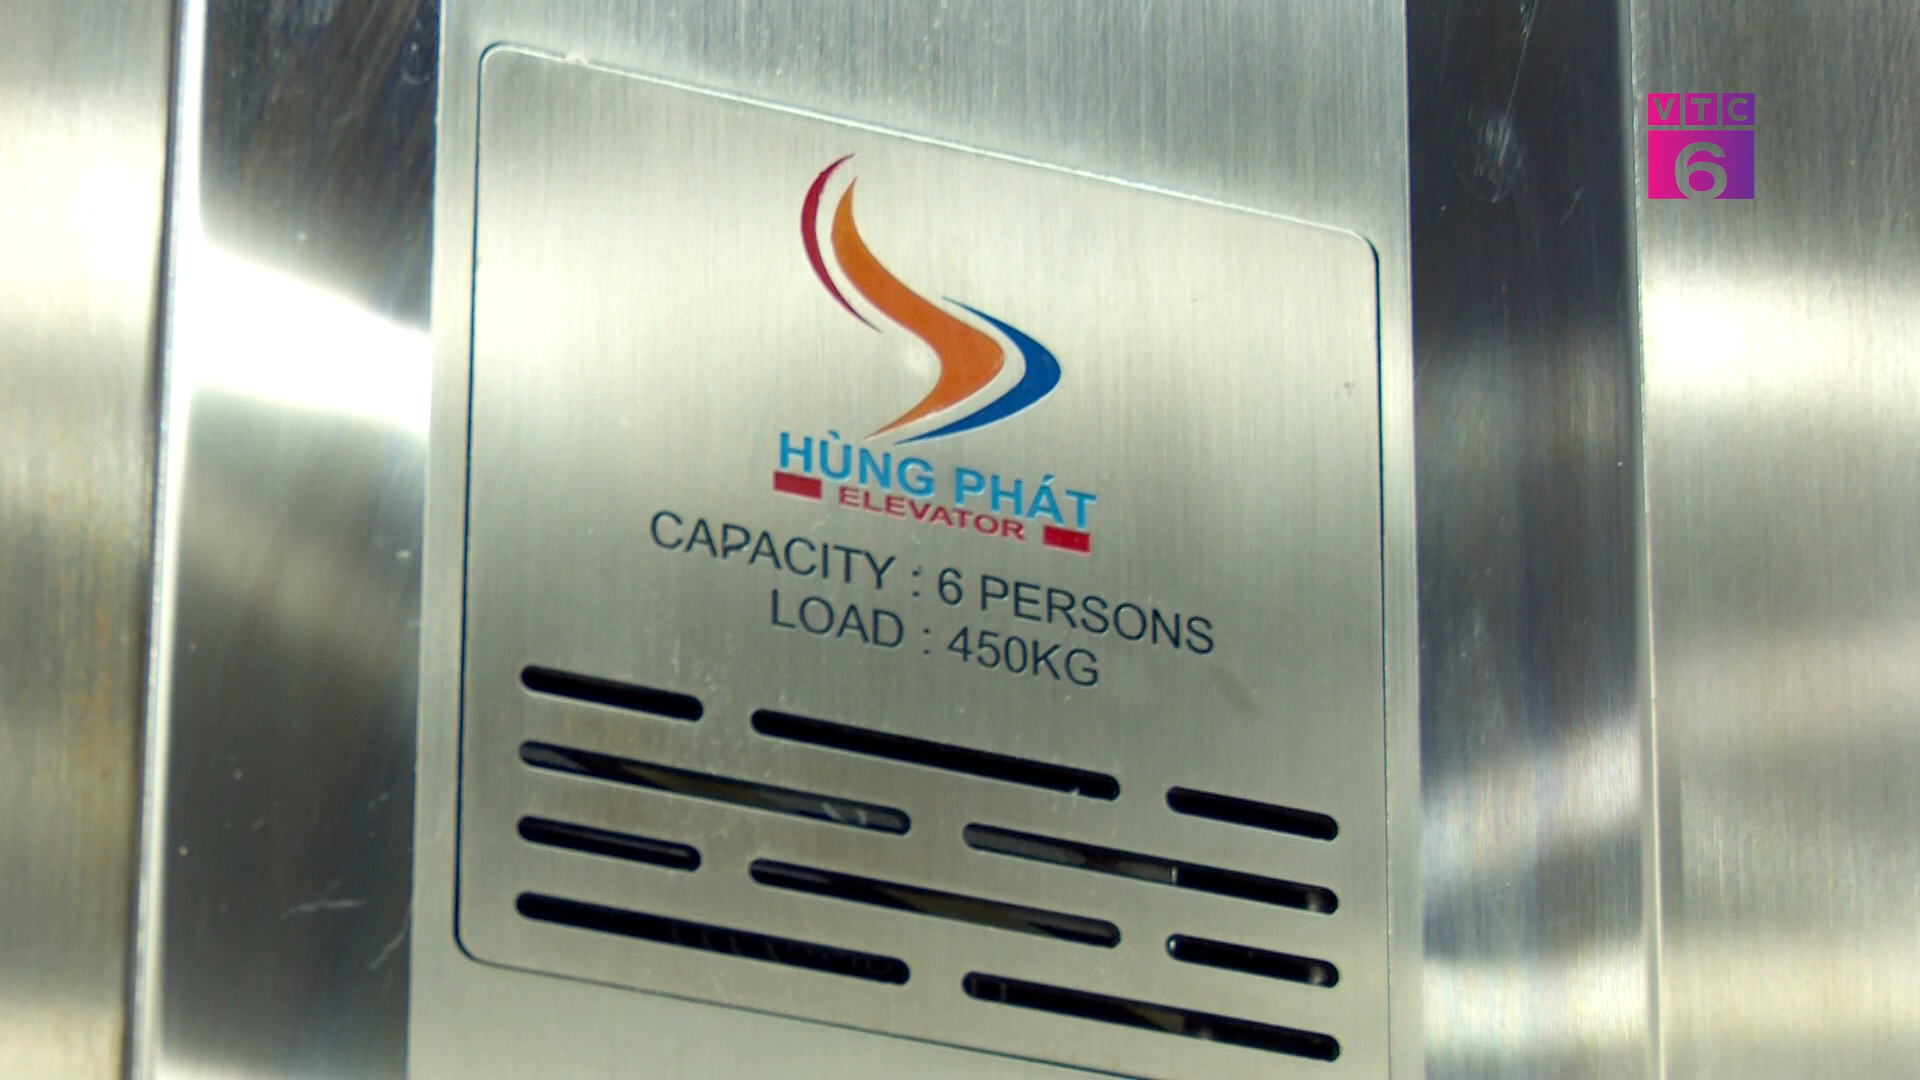 VTC
6
HÙNG PHÁT
ELEVATOR
CAPACITY : 6 PERSONS
LOAD : 450KG